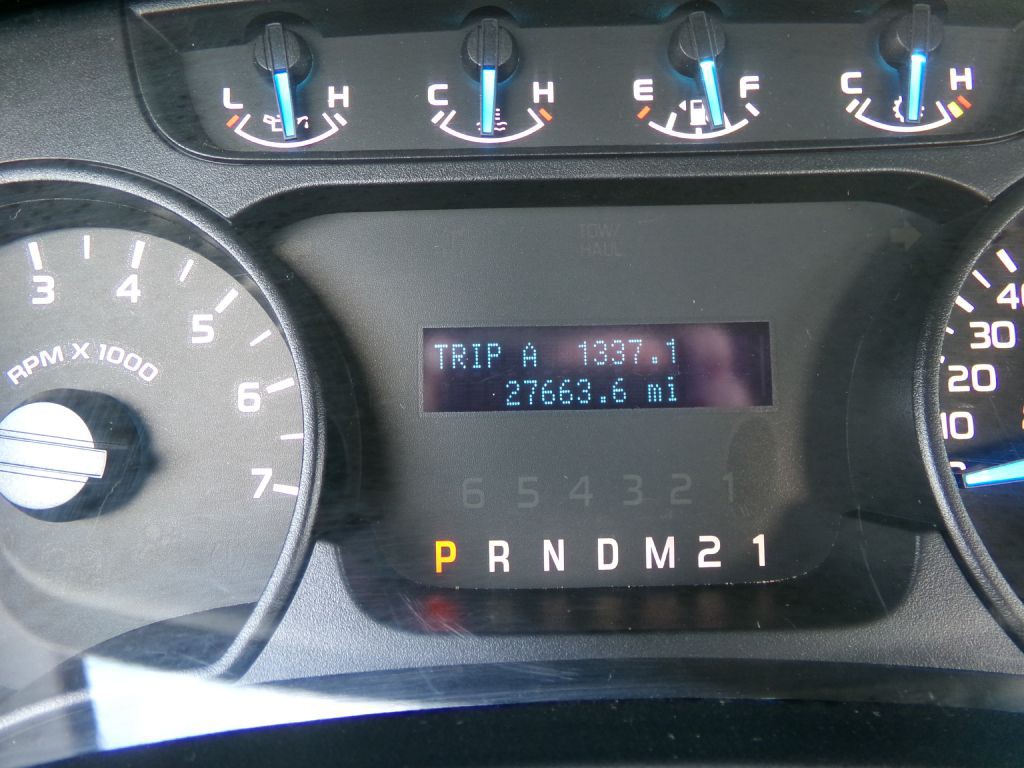 L H C H E F C H
TOW/
HAUL
3 4 5 6 7
RPM X 1000
TRIP A 1337.1
27663.6 mi
40
30
20
10
6 5 4 3 2 1
P R N D M 2 1